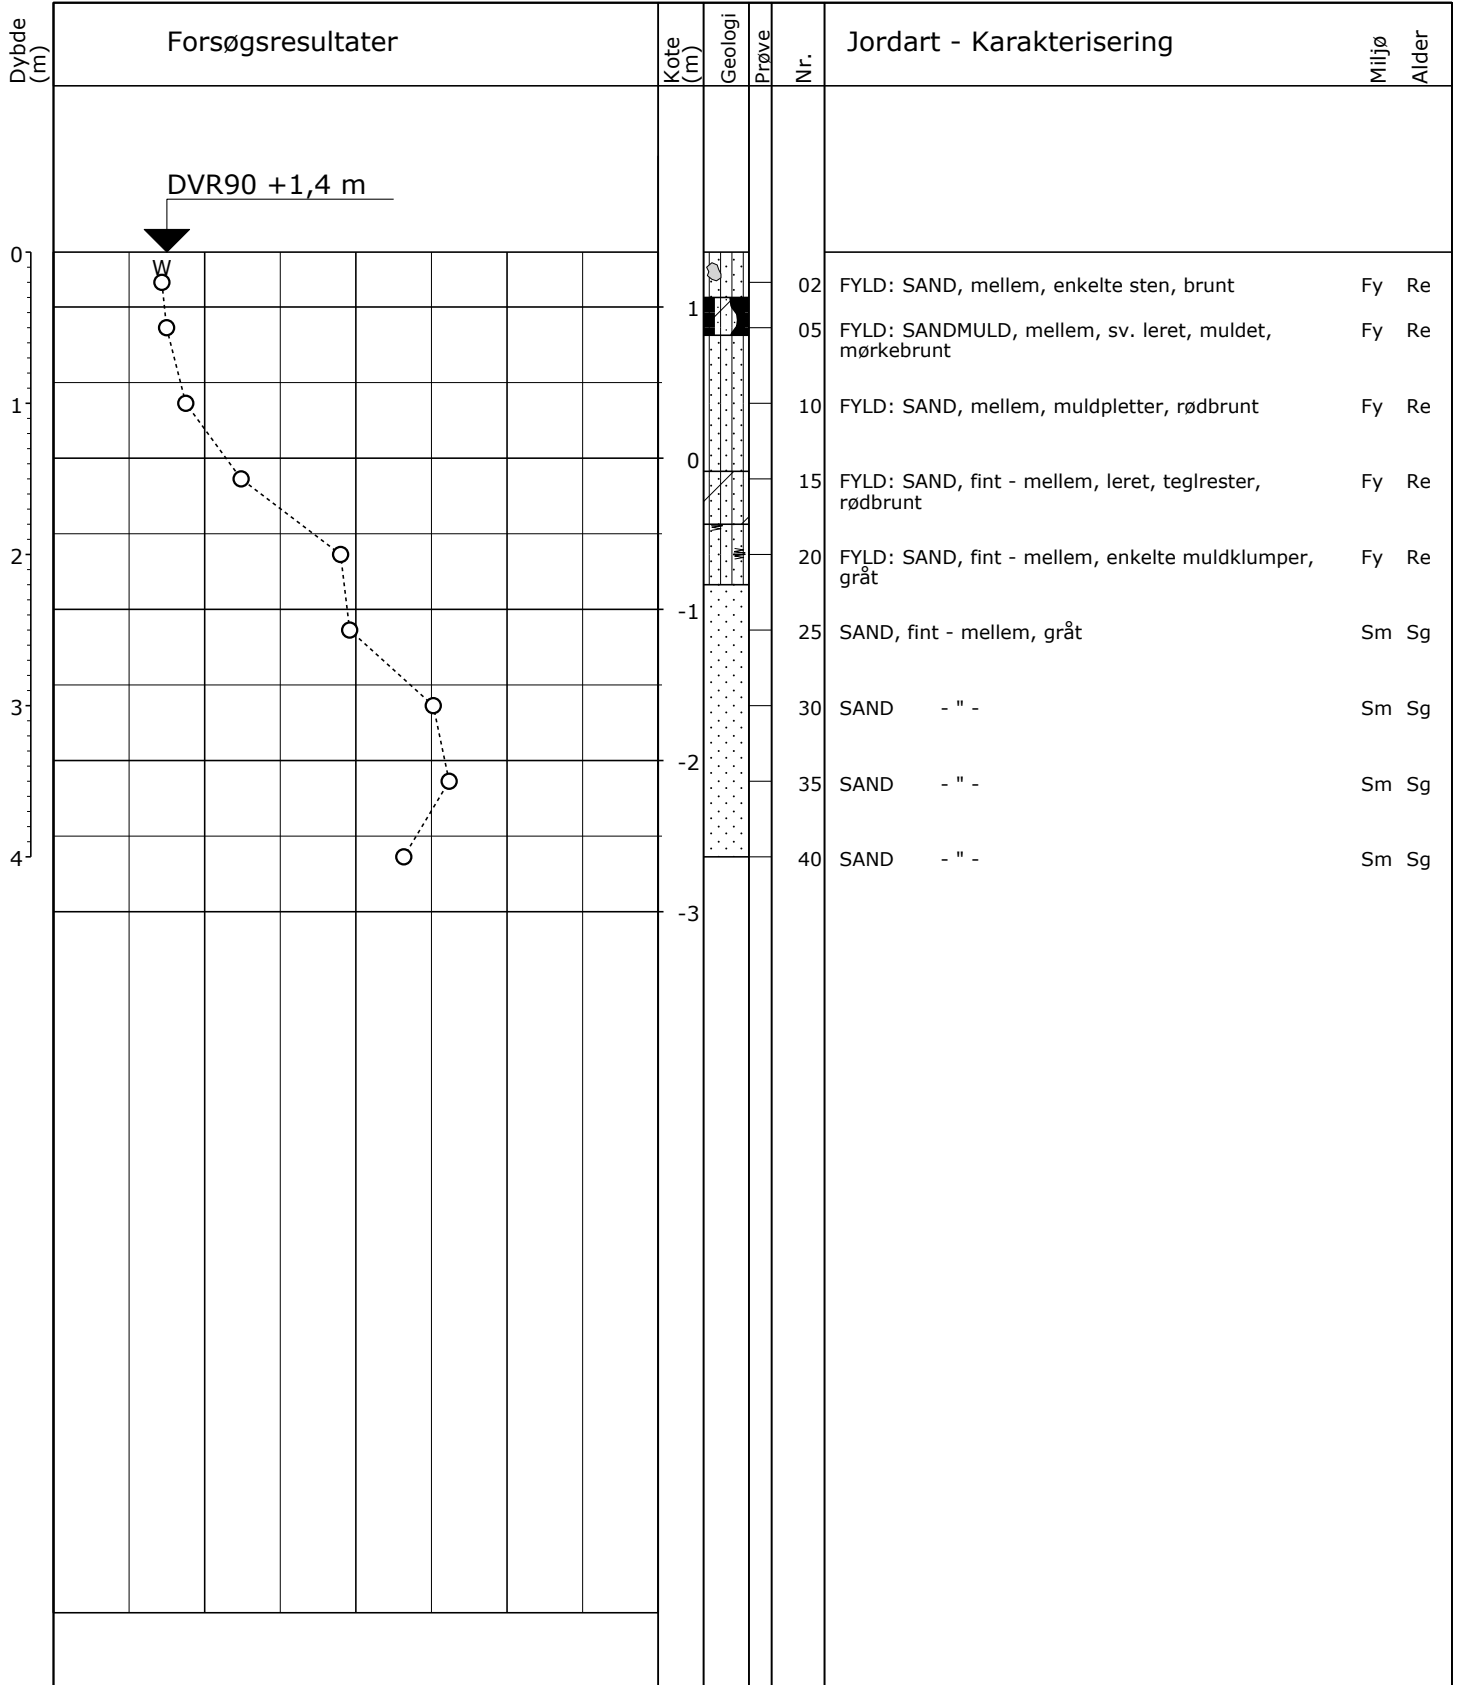 Dybde (m)
Forsøgsresultater
Kote (m)
Geologi
Prøve
Nr.
Jordart - Karakterisering
Miljø
Alder
DVR90 +1,4 m
W
0
1
2
3
4
1
0
-1
-2
-3
02 FYLD: SAND, mellem, enkelte sten, brunt Fy Re
05 FYLD: SANDMULD, mellem, sv. leret, muldet, Fy Re
mørkebrunt
10 FYLD: SAND, mellem, muldpletter, rødbrunt Fy Re
15 FYLD: SAND, fint - mellem, leret, teglrester, Fy Re
rødbrunt
20 FYLD: SAND, fint - mellem, enkelte muldklumper, Fy Re
gråt
25 SAND, fint - mellem, gråt Sm Sg
30 SAND - " - Sm Sg
35 SAND - " - Sm Sg
40 SAND - " - Sm Sg